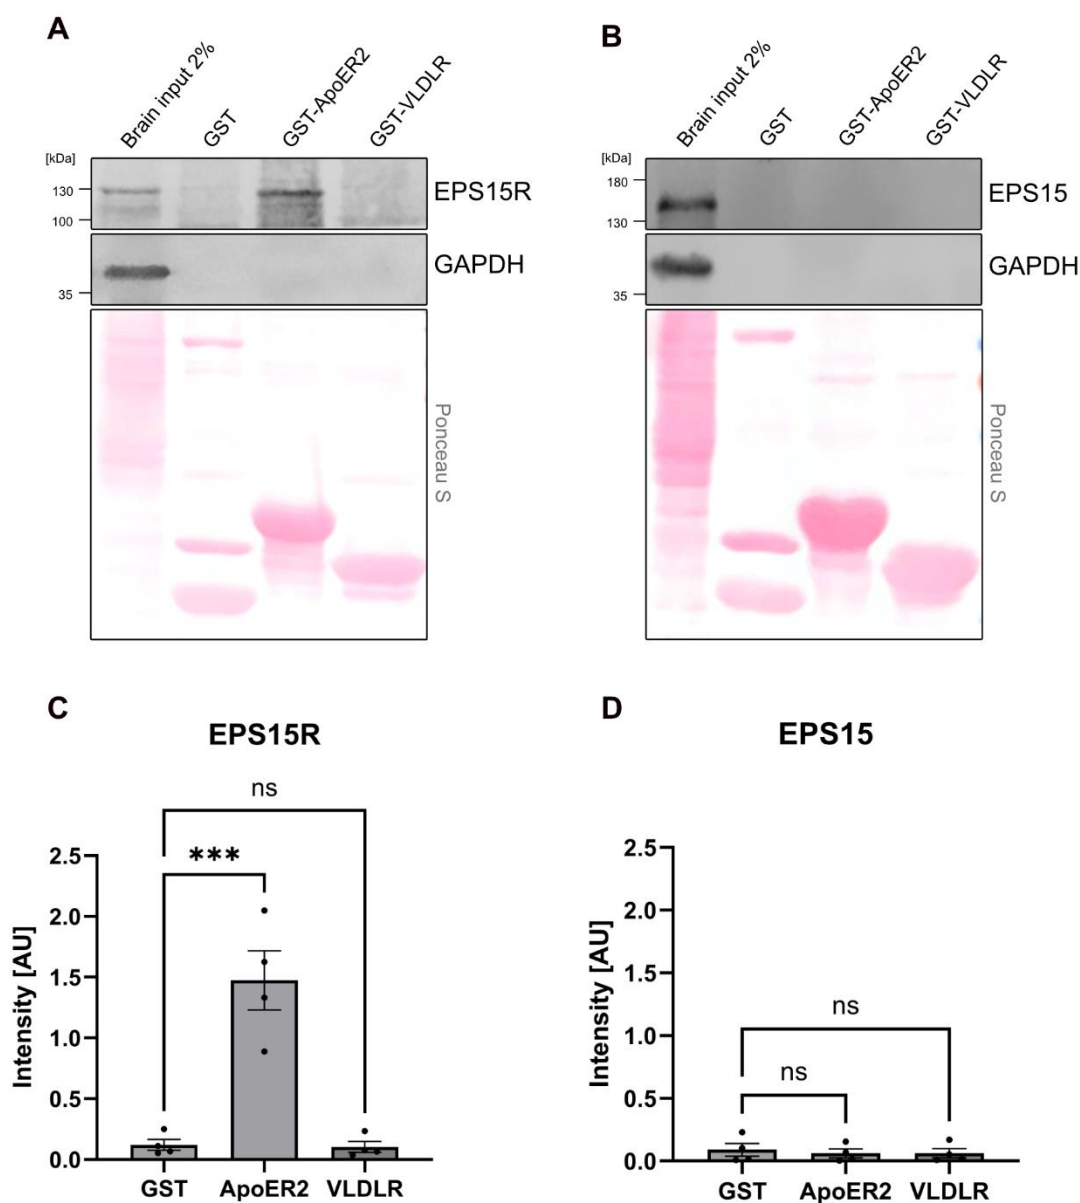 A
Brain input 2%
GST
GST-ApoER2
GST-VLDLR
[kDa]
130
100
EPS15R
35
GAPDH
Ponceau S
B
Brain input 2%
GST
GST-ApoER2
GST-VLDLR
[kDa]
180
130
EPS15
35
GAPDH
Ponceau S
C
EPS15R
ns
***
Intensity [AU]
2.5
2.0
1.5
1.0
0.5
0.0
GST ApoER2 VLDLR
D
EPS15
ns
ns
Intensity [AU]
2.5
2.0
1.5
1.0
0.5
0.0
GST ApoER2 VLDLR